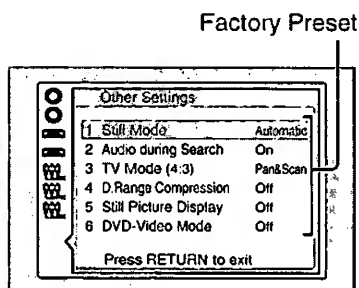 Factory Preset
Other Settings
1 Still Mode Automatic
2 Audio during Search On
3 TV Mode (4:3) Pan&Scan
4 D.Range Compression Off
5 Still Picture Display Off
6 DVD-Video Mode Off
Press RETURN to exit